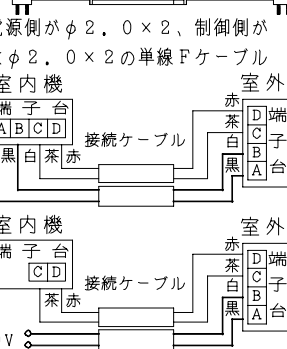 源側がφ2.0×2、制御側が
φ2.0×2の単線Fケーブル
室内機
室外
端子台
A B C D
黒 白 茶 赤
接続ケーブル
赤
茶
白
黒
D
C
B
A
端
子
台
室内機
室外
端子台
C D
茶 赤
接続ケーブル
赤
茶
白
黒
D
C
B
A
端
子
台
V